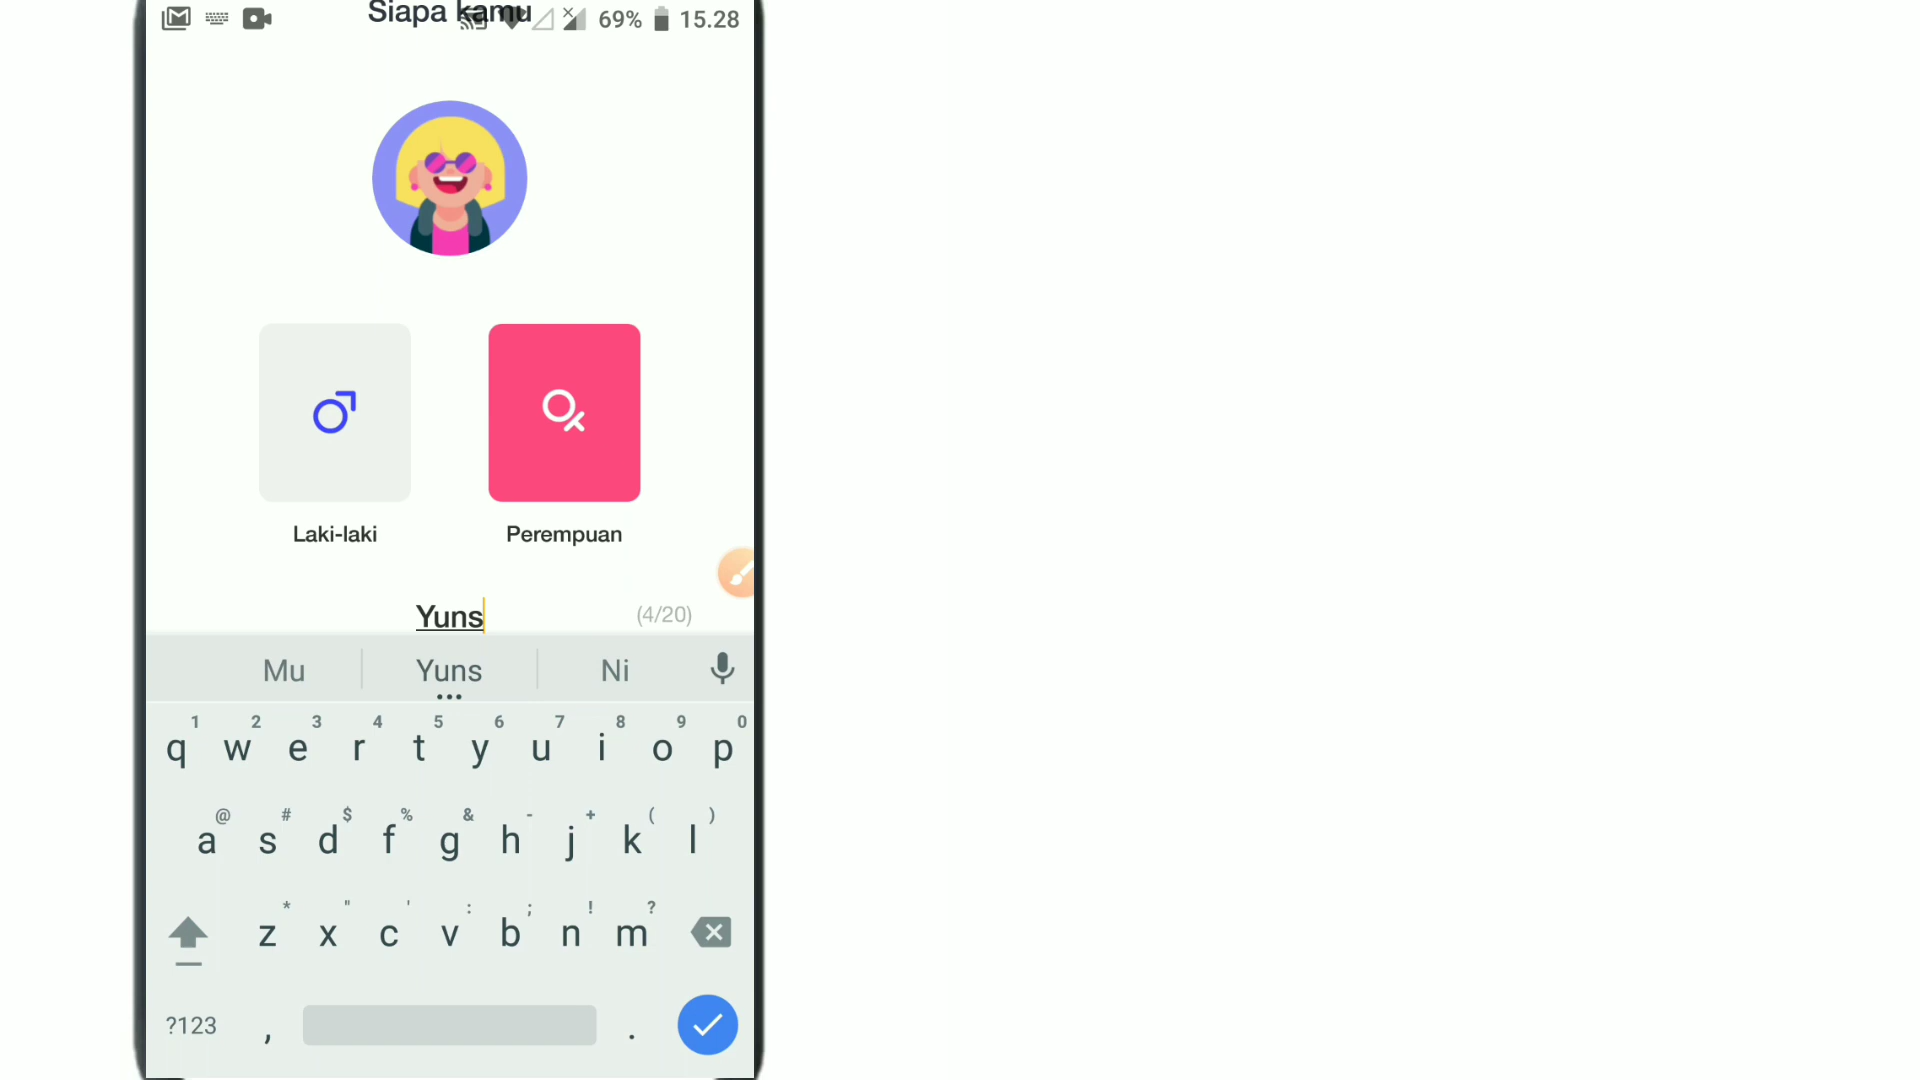 Siapa kamu
69% 15.28
Laki-laki Perempuan
Yuns (4/20)
Mu Yuns Ni
1 2 3 4 5 6 7 8 9 0
q w e r t y u i o p
@ # $ % & - + ( )
a s d f g h j k l
* " ' : ; ! ?
z x c v b n m
?123 , .